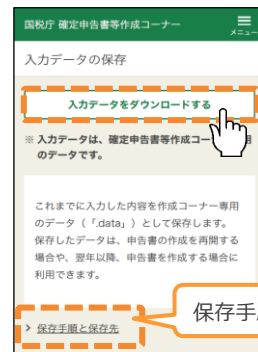 国税庁 確定申告書等作成コーナー
メニュー
入力データの保存
入力データをダウンロードする
※ 入力データは、確定申告書等作成コー
のデータです。
これまでに入力した内容を作成コーナー専用
のデータ（「.data」）として保存します。
保存したデータは、申告書の作成を再開する
場合や、翌年以降、申告書を作成する場合に
利用できます。
保存手
> 保存手順と保存先